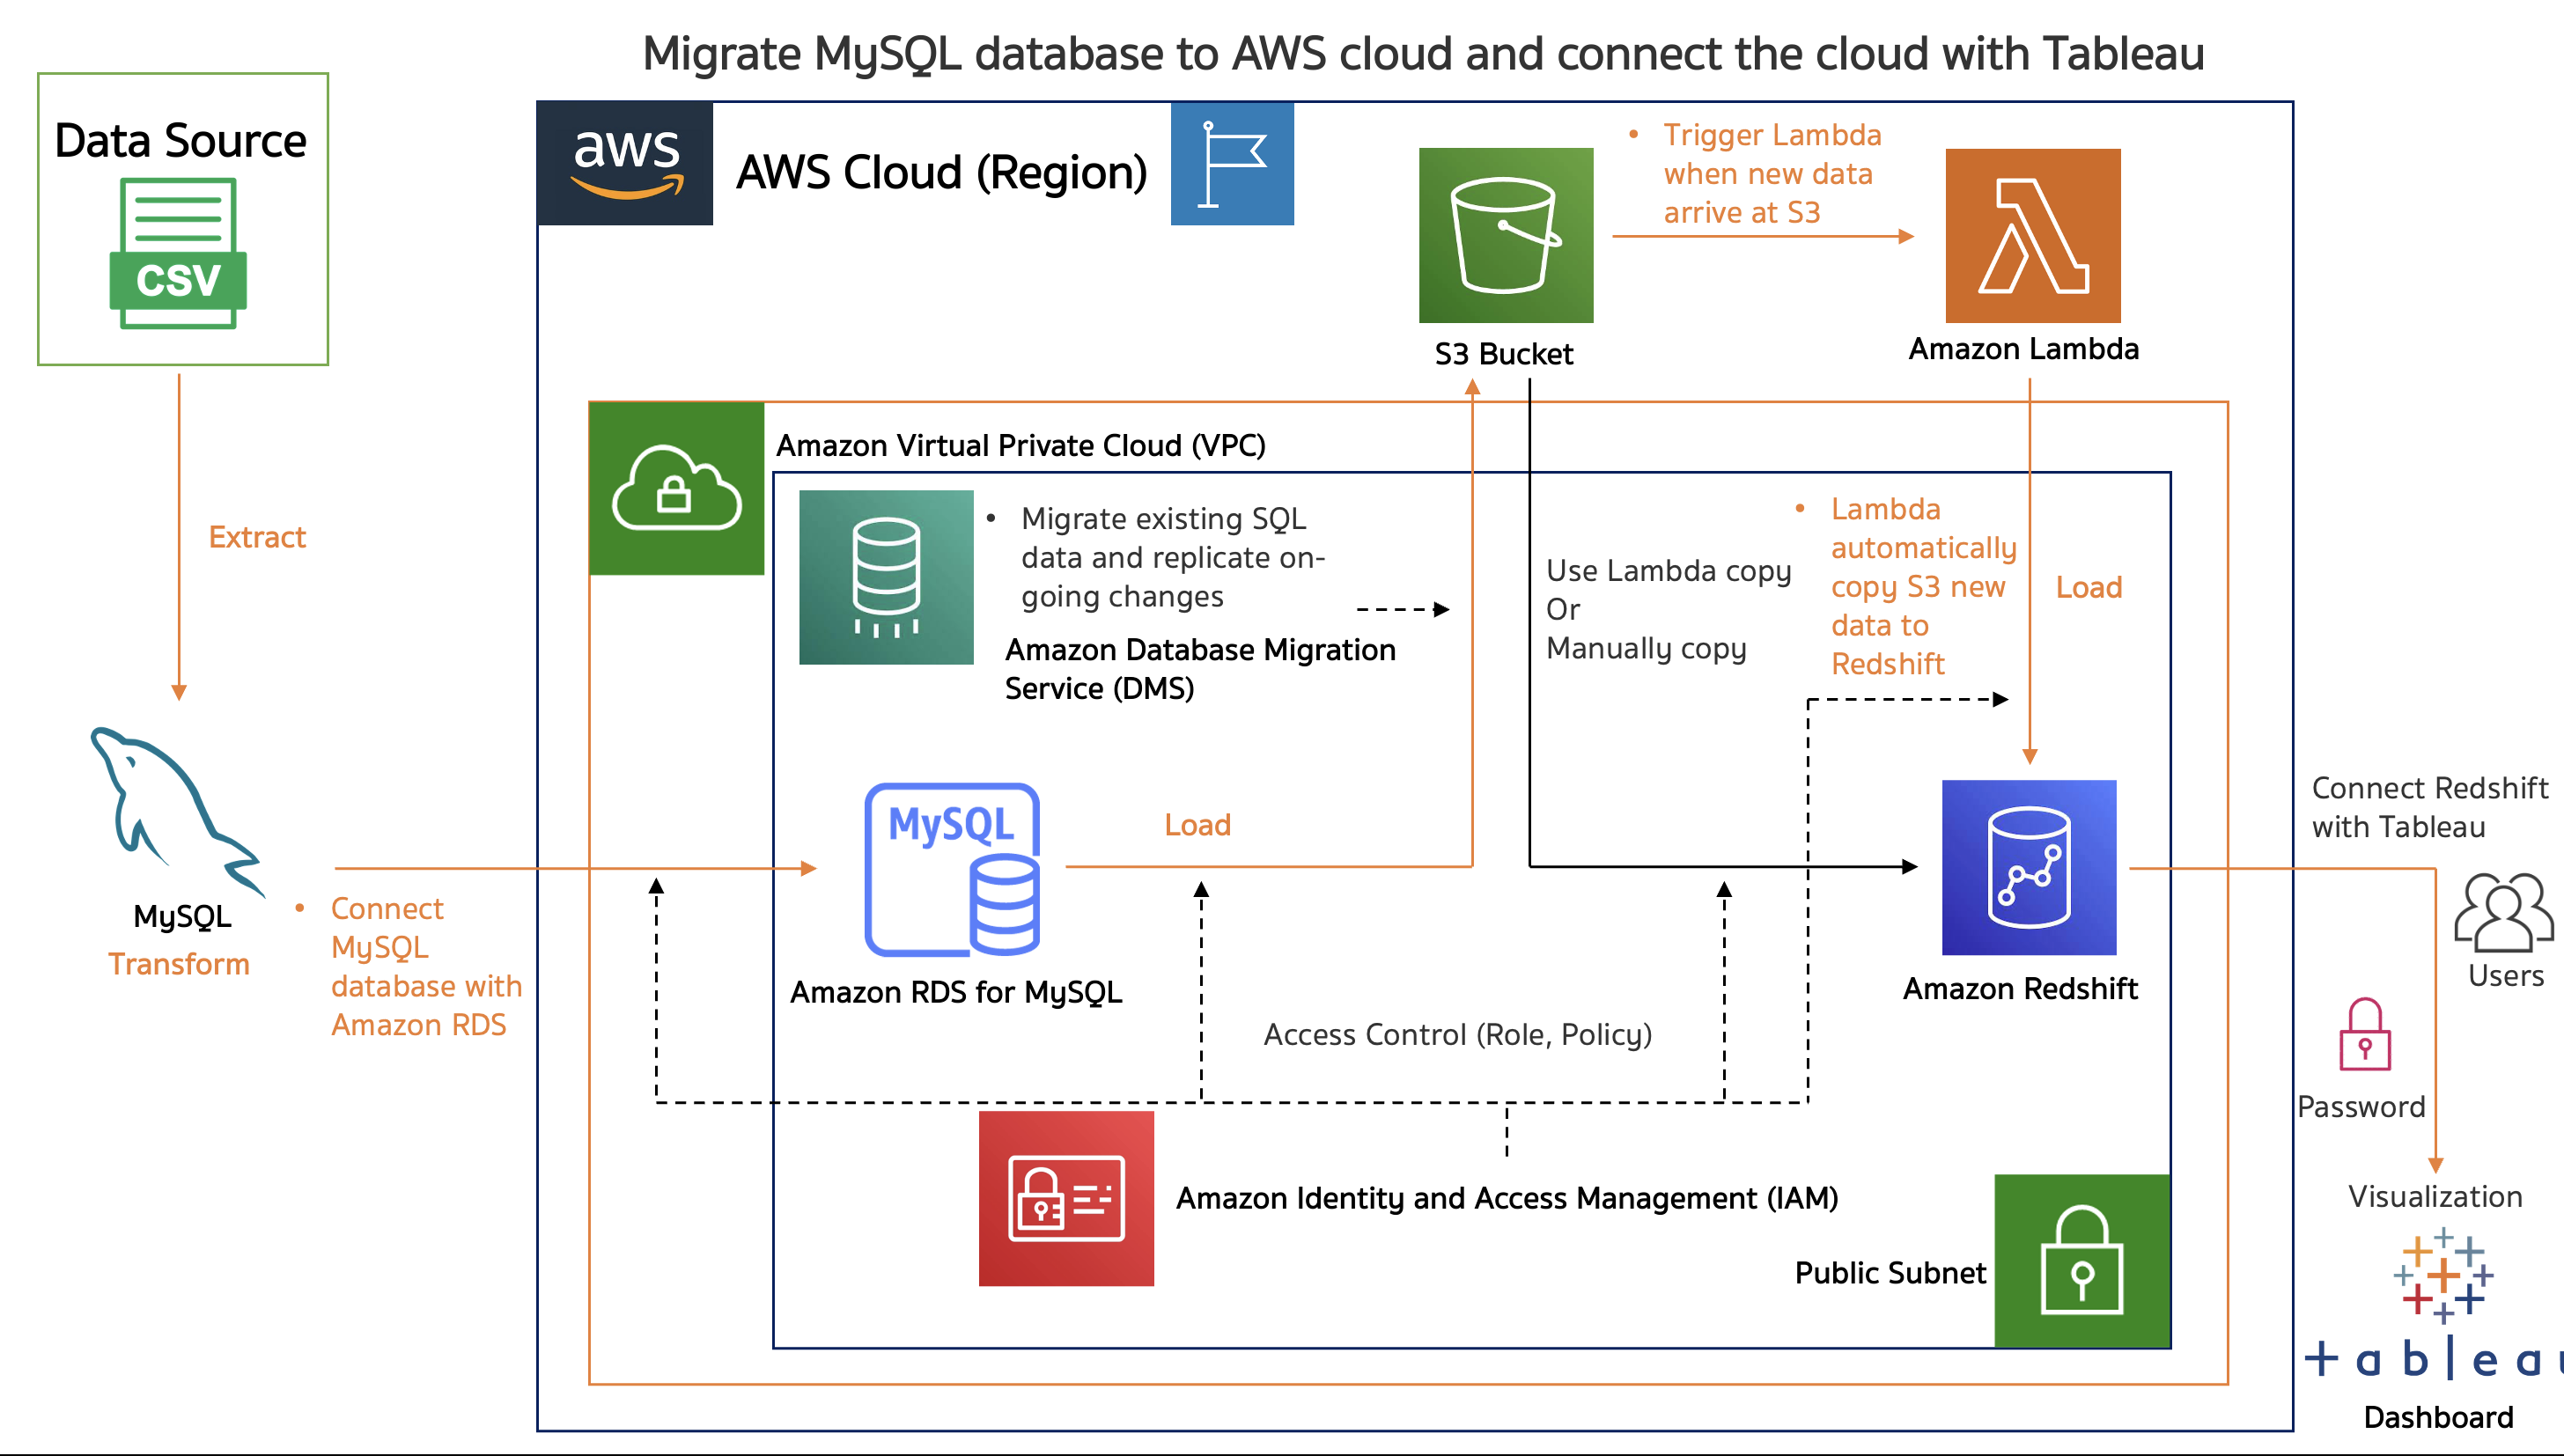 Migrate MySQL database to AWS cloud and connect the cloud with Tableau
Data Source
CSV
Extract
MySQL
Transform
• Connect
MySQL
database with
Amazon RDS
aws
AWS Cloud (Region)
S3 Bucket
• Trigger Lambda
when new data
arrive at S3
Amazon Lambda
Amazon Virtual Private Cloud (VPC)
• Migrate existing SQL
data and replicate on-
going changes
Amazon Database Migration
Service (DMS)
Use Lambda copy
Or
Manually copy
• Lambda
automatically
copy S3 new
data to
Redshift
Load
MySQL
Amazon RDS for MySQL
Load
Amazon Redshift
Access Control (Role, Policy)
Amazon Identity and Access Management (IAM)
Public Subnet
Connect Redshift
with Tableau
Users
Password
Visualization
+ableau
Dashboard